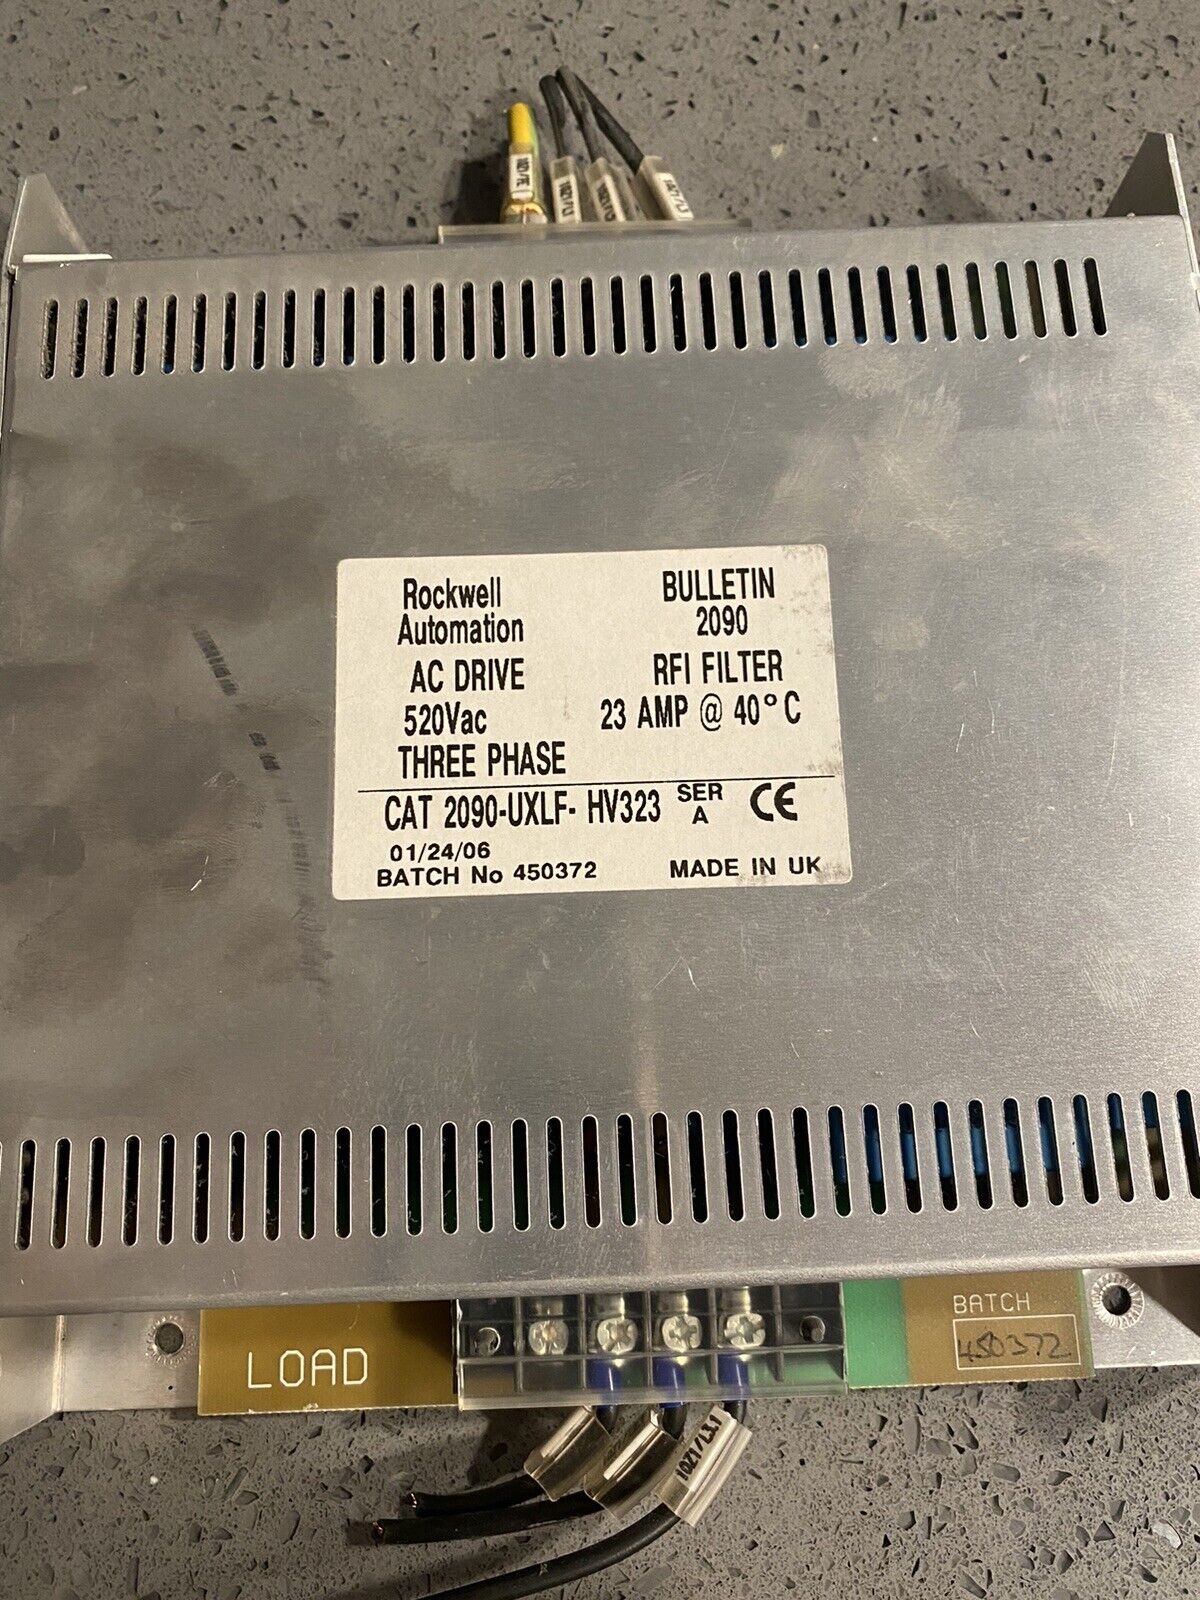 Rockwell
Automation
AC DRIVE
520Vac
THREE PHASE
BULLETIN
2090
RFI FILTER
23 AMP @ 40°C
CAT 2090-UXLF- HV323 SER A CE
01/24/06
BATCH No 450372
MADE IN UK
LOAD
BATCH
450372